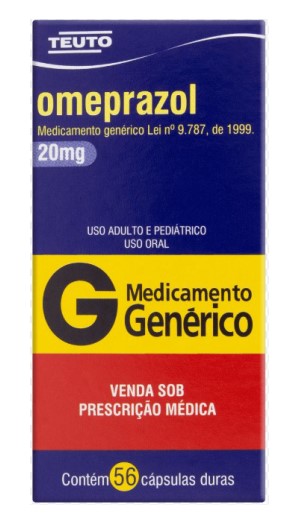 TEUTO
omeprazol
Medicamento genérico Lei nº 9.787, de 1999.
20mg
USO ADULTO E PEDIÁTRICO
USO ORAL
G Medicamento
Genérico
VENDA SOB
PRESCRIÇÃO MÉDICA
Contém 56 cápsulas duras